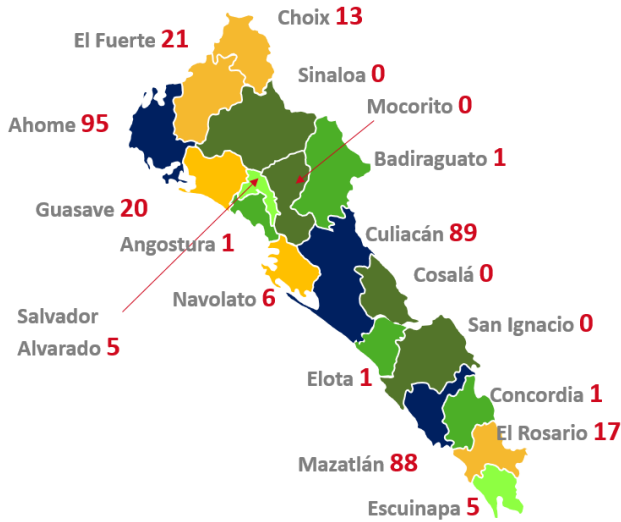 Choix 13
El Fuerte 21
Sinaloa 0
Mocorito 0
Ahome 95
Badiraguato 1
Guasave 20
Culiacán 89
Angostura 1
Cosalá 0
Navolato 6
Salvador
Alvarado 5
San Ignacio 0
Elota 1
Concordia 1
El Rosario 17
Mazatlán 88
Escuinapa 5